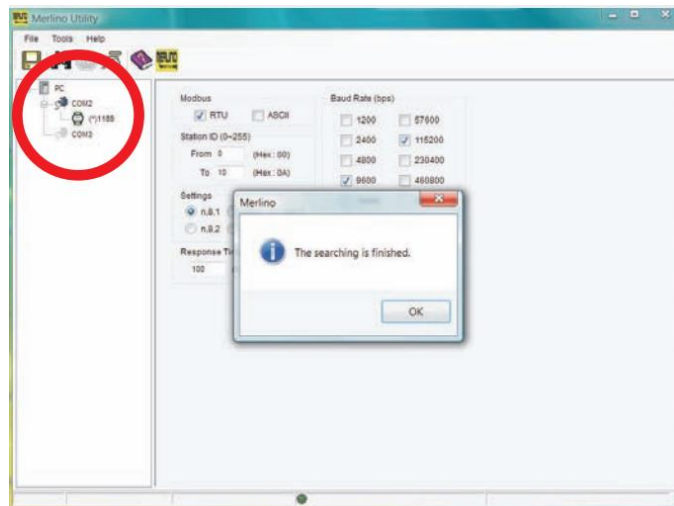 Merlino Utility
File Tools Help
PC
COM2
(*)1188
COM3
Modbus
RTU ASCII
Station ID (0~255)
From 0 (Hex: 00)
To 10 (Hex: 0A)
Settings
n.8.1
n.8.2
Response
100
Baud Rate (bps)
1200 57600
2400 115200
4800 230400
9600 460800
Merlino
The searching is finished.
OK